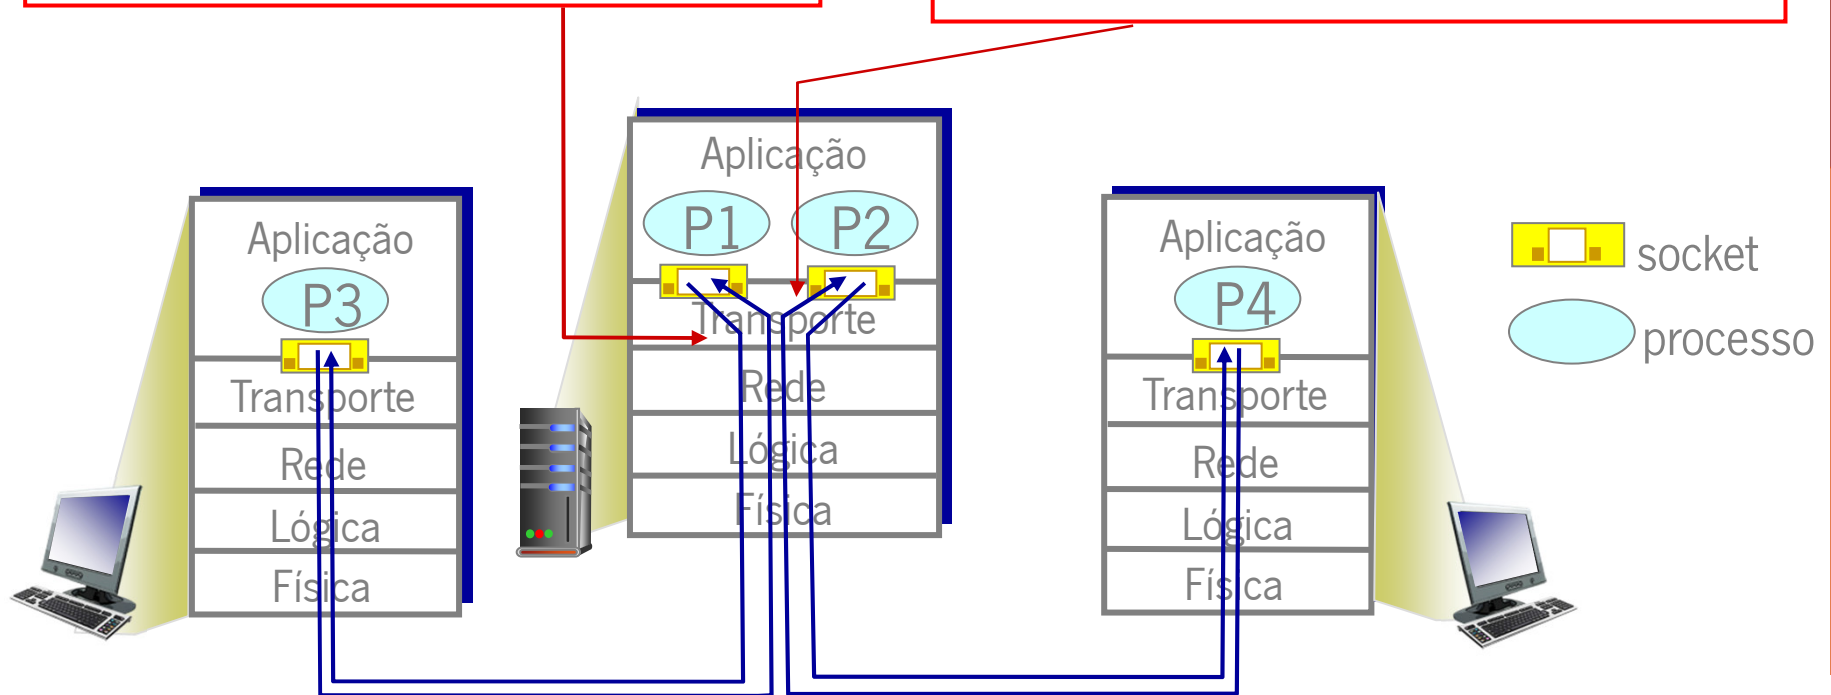 Aplicação
P1
P2
Transporte
Rede
Lógica
Física
Aplicação
P3
Transporte
Rede
Lógica
Física
Aplicação
P4
Transporte
Rede
Lógica
Física
socket
processo